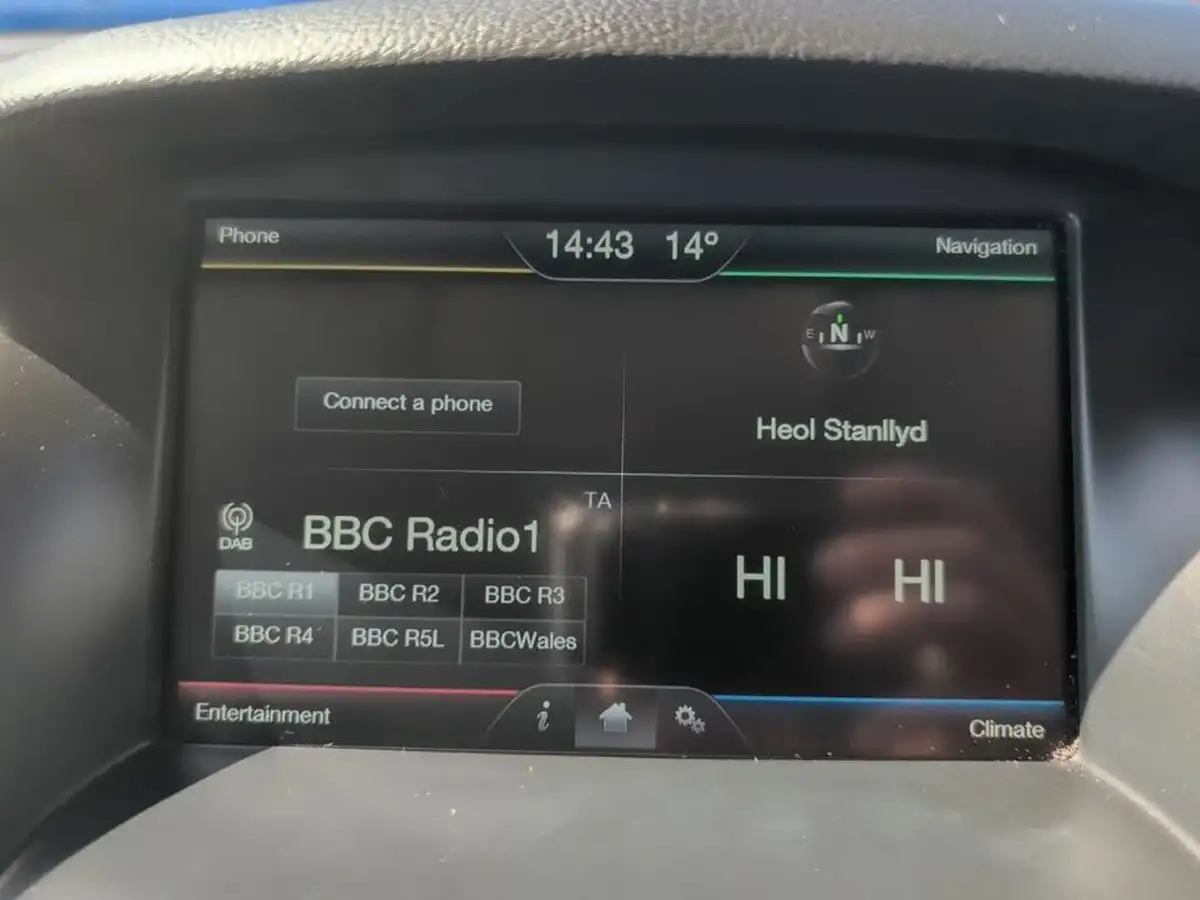 Phone
14:43 14°
Navigation
E N W
Connect a phone
Heol Stanllyd
TA
DAB
BBC Radio1
HI HI
BBC R1 BBC R2 BBC R3
BBC R4 BBC R5L BBCWales
Entertainment
i
Climate